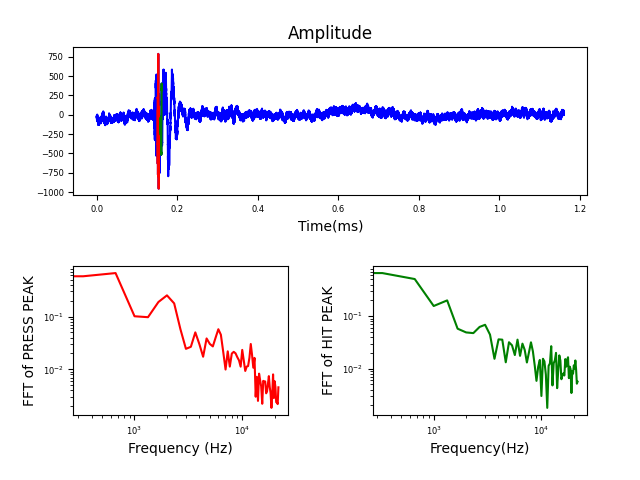 Amplitude
750
500
250
0
−250
−500
−750
−1000
0.0 0.2 0.4 0.6 0.8 1.0 1.2
Time(ms)
FFT of PRESS PEAK
10⁻¹
10⁻²
10³ 10⁴
Frequency (Hz)
FFT of HIT PEAK
10⁻¹
10⁻²
10³ 10⁴
Frequency(Hz)